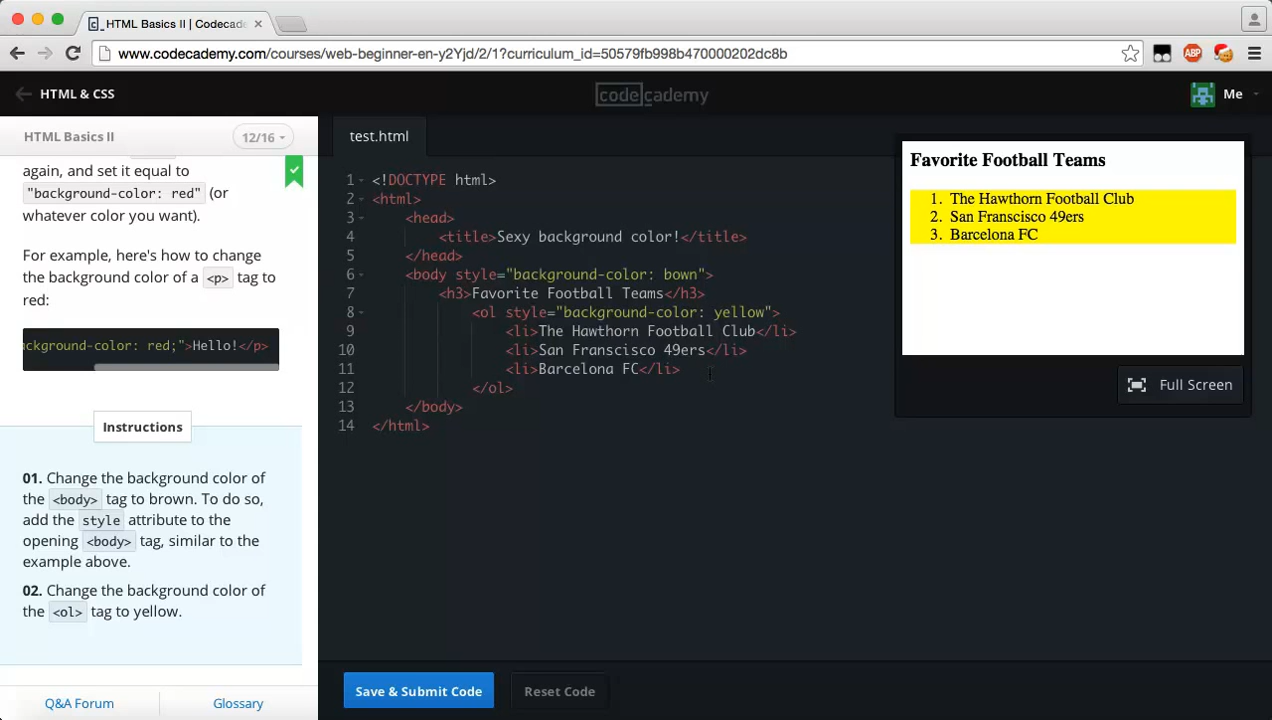 HTML Basics II | Codecad
www.codecademy.com/courses/web-beginner-en-y2Yjd/2/1?curriculum_id=50579fb998b470000202dc8b
ABP
HTML & CSS
codecademy
Me
HTML Basics II
12/16
again, and set it equal to
"background-color: red" (or
whatever color you want).
For example, here's how to change
the background color of a <p> tag to
red:
ackground-color: red;">Hello!</p>
Instructions
01. Change the background color of
the <body> tag to brown. To do so,
add the style attribute to the
opening <body> tag, similar to the
example above.
02. Change the background color of
the <ol> tag to yellow.
Q&A Forum
Glossary
test.html
1 <!DOCTYPE html>
2 <html>
3 <head>
4 <title>Sexy background color!</title>
5 </head>
6 <body style="background-color: bown">
7 <h3>Favorite Football Teams</h3>
8 <ol style="background-color: yellow">
9 <li>The Hawthorn Football Club</li>
10 <li>San Franscisco 49ers</li>
11 <li>Barcelona FC</li>
12 </ol>
13 </body>
14 </html>
Save & Submit Code
Reset Code
Favorite Football Teams
1. The Hawthorn Football Club
2. San Franscisco 49ers
3. Barcelona FC
Full Screen